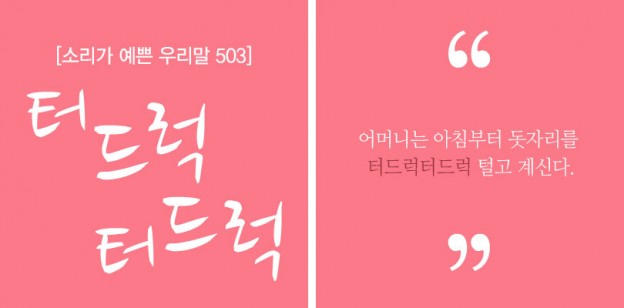 [소리가 예쁜 우리말 503]
터드럭
터드럭
“
어머니는 아침부터 돗자리를
터드럭터드럭 털고 계신다.
”